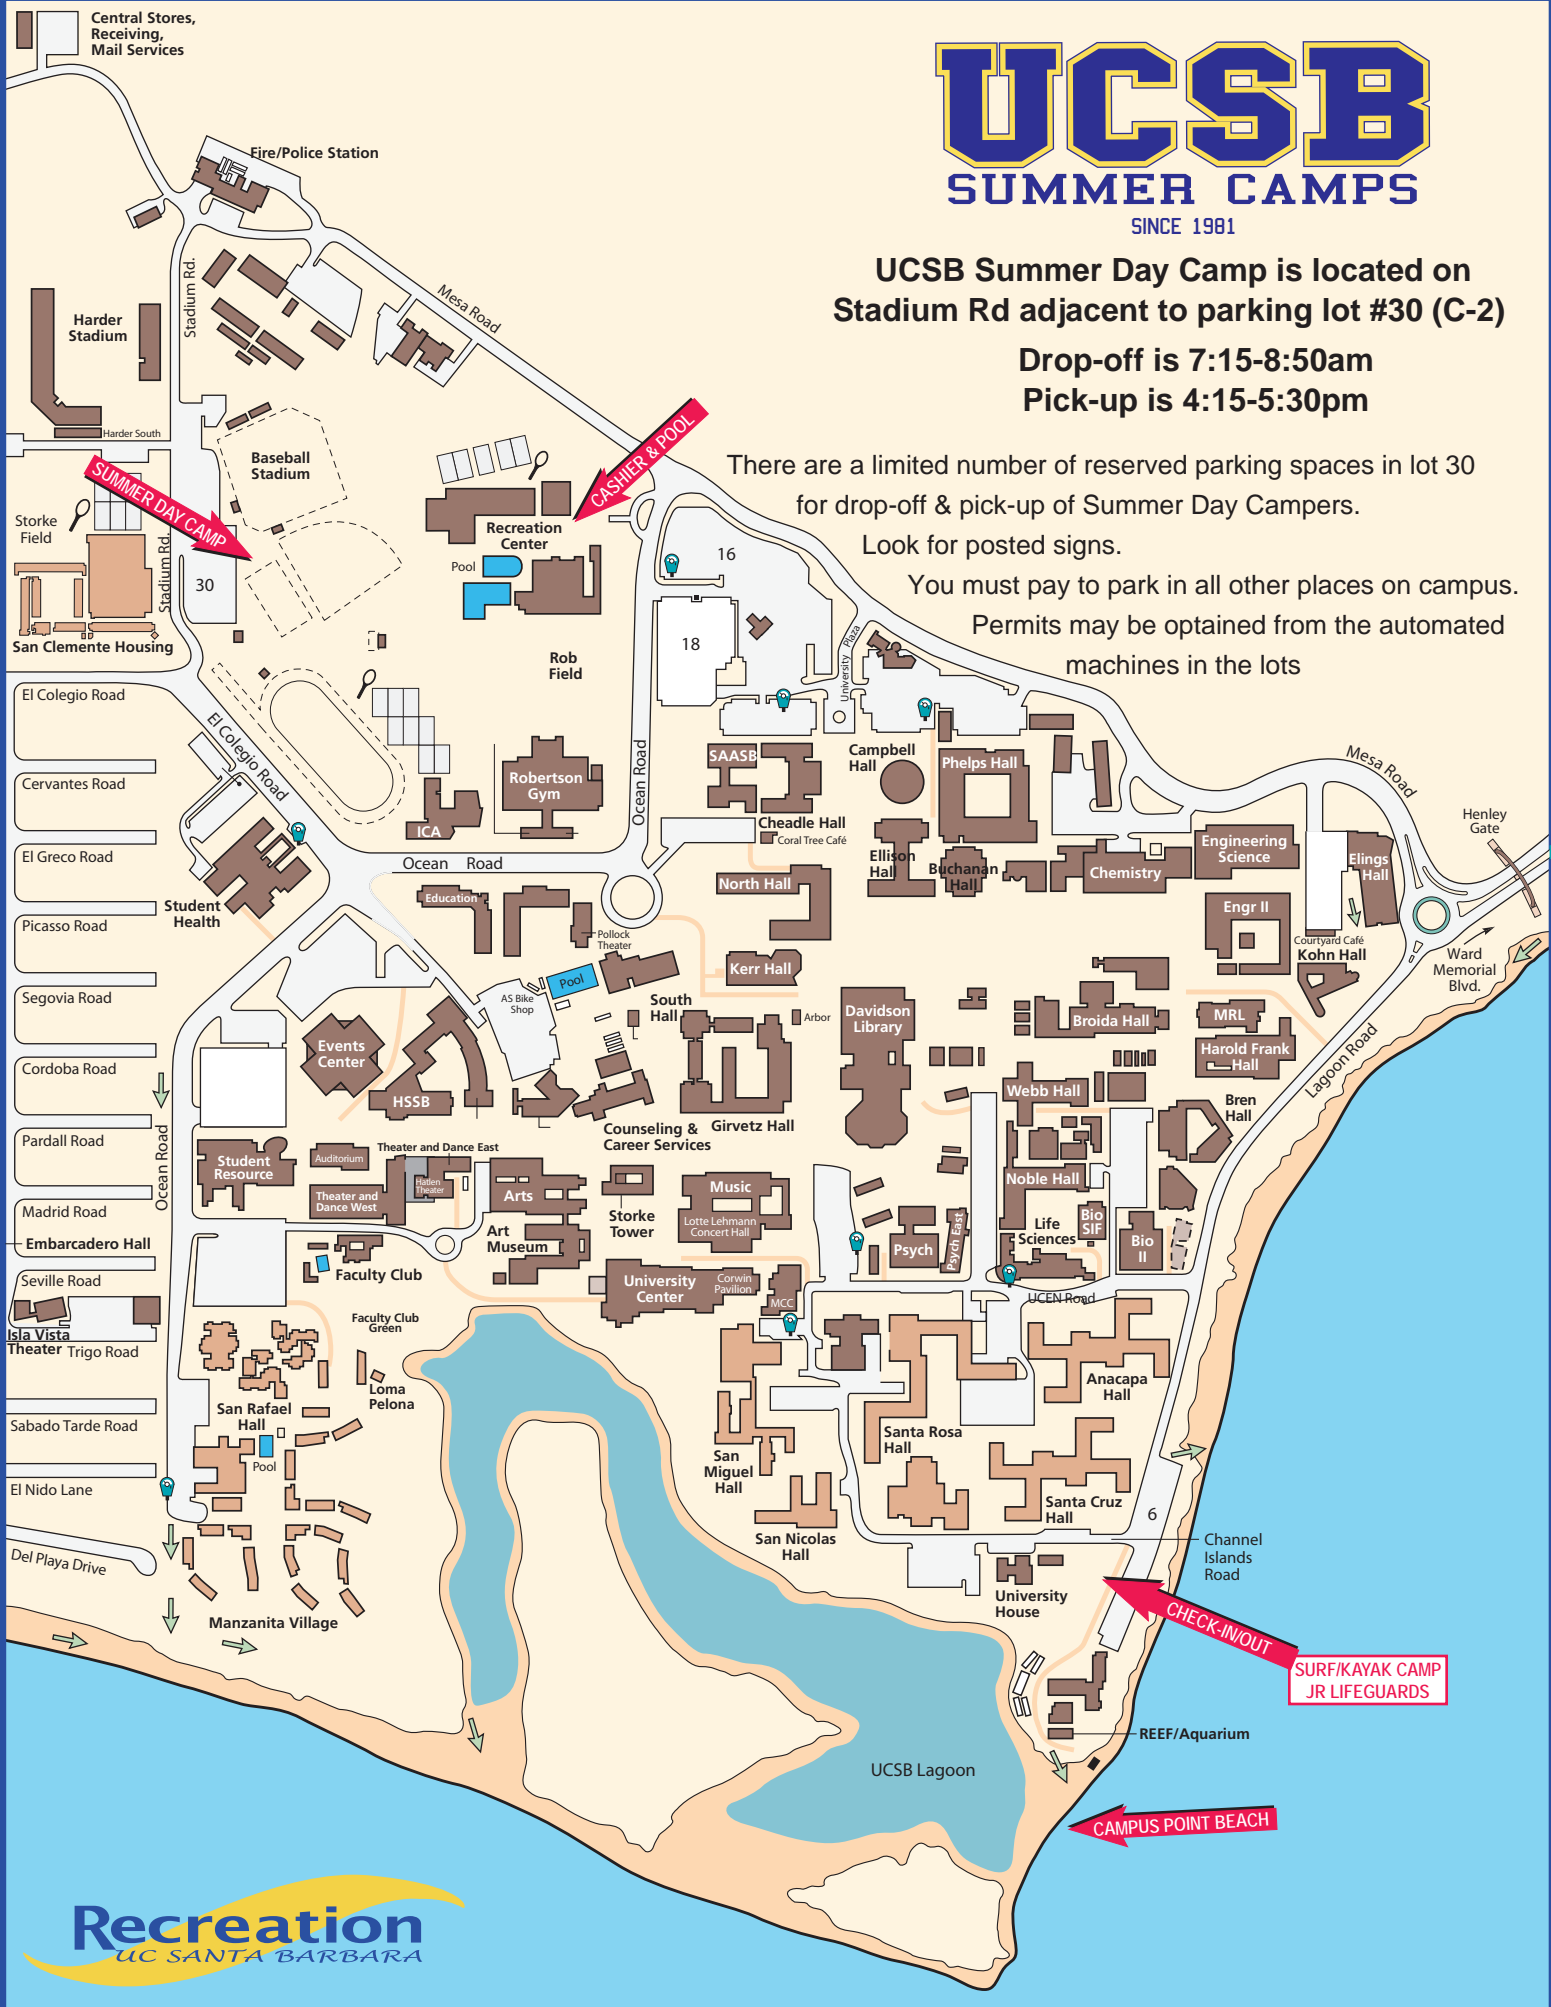 Central Stores,
Receiving,
Mail Services
UCSB
SUMMER CAMPS
SINCE 1981
UCSB Summer Day Camp is located on
Stadium Rd adjacent to parking lot #30 (C-2)
Drop-off is 7:15-8:50am
Pick-up is 4:15-5:30pm
There are a limited number of reserved parking spaces in lot 30
for drop-off & pick-up of Summer Day Campers.
Look for posted signs.
You must pay to park in all other places on campus.
Permits may be optained from the automated
machines in the lots
Fire/Police Station
Stadium Rd.
Mesa Road
Harder
Stadium
Harder South
Baseball
Stadium
SUMMER DAY CAMP
CASHIER & POOL
Storke
Field
Stadium Rd.
30
Recreation
Center
Pool
16
18
University Plaza
San Clemente Housing
Rob
Field
El Colegio Road
El Colegio Road
Cervantes Road
El Greco Road
Picasso Road
Segovia Road
Cordoba Road
Pardall Road
Madrid Road
Embarcadero Hall
Seville Road
Isla Vista
Theater
Trigo Road
Sabado Tarde Road
El Nido Lane
Del Playa Drive
Ocean Road
Robertson
Gym
ICA
Ocean Road
SAASB
Cheadle Hall
Coral Tree Café
Campbell
Hall
Phelps Hall
Ellison
Hall
Buchanan
Hall
Chemistry
Engineering
Science
Elings
Hall
Mesa Road
Henley
Gate
Ward
Memorial
Blvd.
Engr II
Courtyard Café
Kohn Hall
Student
Health
Education
Pollock
Theater
North Hall
Kerr Hall
Pool
AS Bike
Shop
South
Hall
Arbor
Davidson
Library
Broida Hall
MRL
Harold Frank
Hall
Lagoon Road
Events
Center
HSSB
Counseling &
Career Services
Girvetz Hall
Webb Hall
Bren
Hall
Ocean Road
Student
Resource
Auditorium
Theater and Dance East
Hatlen
Theater
Theater and
Dance West
Arts
Art
Museum
Storke
Tower
Music
Lotte Lehmann
Concert Hall
Noble Hall
Psych
Psych East
Life
Sciences
Bio
SIF
Bio
II
Faculty Club
University
Center
Corwin
Pavilion
MCC
UCEN Road
Faculty Club
Green
Loma
Pelona
San Rafael
Hall
Pool
Manzanita Village
San
Miguel
Hall
San Nicolas
Hall
Santa Rosa
Hall
Anacapa
Hall
Santa Cruz
Hall
6
Channel
Islands
Road
University
House
CHECK-IN/OUT
SURF/KAYAK CAMP
JR LIFEGUARDS
REEF/Aquarium
UCSB Lagoon
CAMPUS POINT BEACH
Recreation
UC SANTA BARBARA